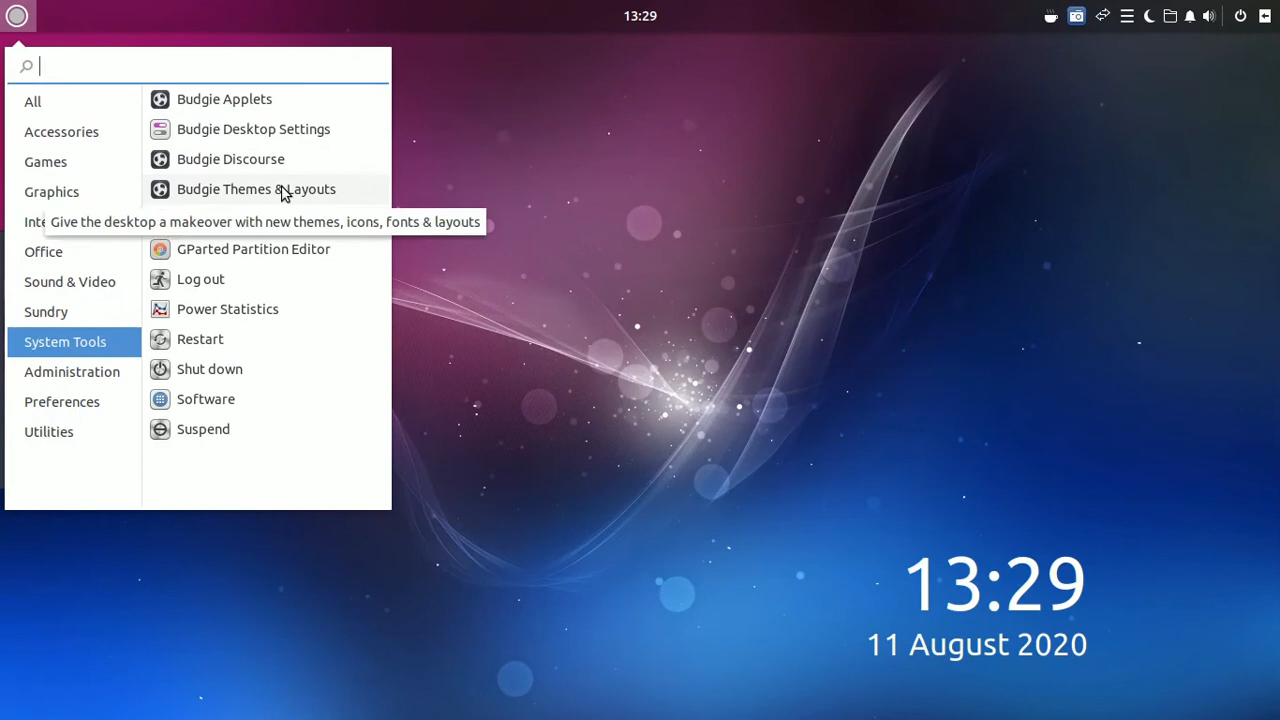 13:29
All
Accessories
Games
Graphics
Inte
Office
Sound & Video
Sundry
System Tools
Administration
Preferences
Utilities
Budgie Applets
Budgie Desktop Settings
Budgie Discourse
Budgie Themes & Layouts
Give the desktop a makeover with new themes, icons, fonts & layouts
GParted Partition Editor
Log out
Power Statistics
Restart
Shut down
Software
Suspend
13:29
11 August 2020